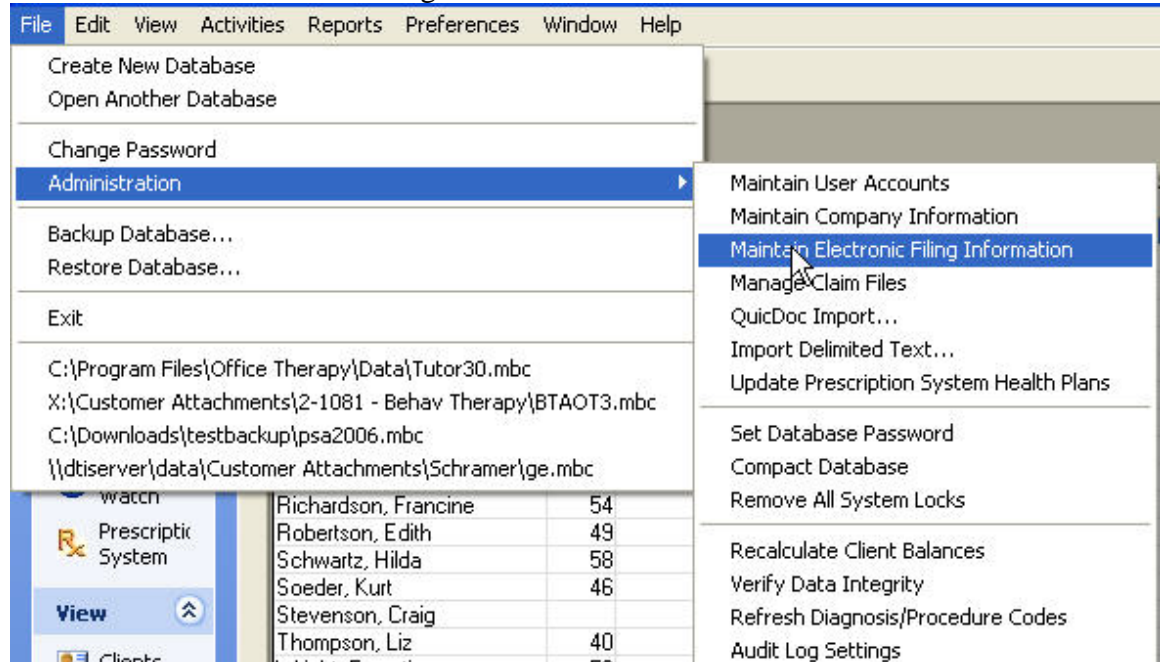 File Edit View Activities Reports Preferences Window Help
Create New Database
Open Another Database
Change Password
Administration
Backup Database...
Restore Database...
Exit
C:\Program Files\Office Therapy\Data\Tutor30.mbc
X:\Customer Attachments\2-1081 - Behav Therapy\BTAOT3.mbc
C:\Downloads\testbackup\psa2006.mbc
\\dtiserver\data\Customer Attachments\Schramer\ge.mbc
Maintain User Accounts
Maintain Company Information
Maintain Electronic Filing Information
Manage Claim Files
QuicDoc Import...
Import Delimited Text...
Update Prescription System Health Plans
Set Database Password
Compact Database
Remove All System Locks
Recalculate Client Balances
Verify Data Integrity
Refresh Diagnosis/Procedure Codes
Audit Log Settings
Watch
Prescriptic
System
View
Clients
Richardson, Francine 54
Robertson, Edith 49
Schwartz, Hilda 58
Soeder, Kurt 46
Stevenson, Craig
Thompson, Liz 40